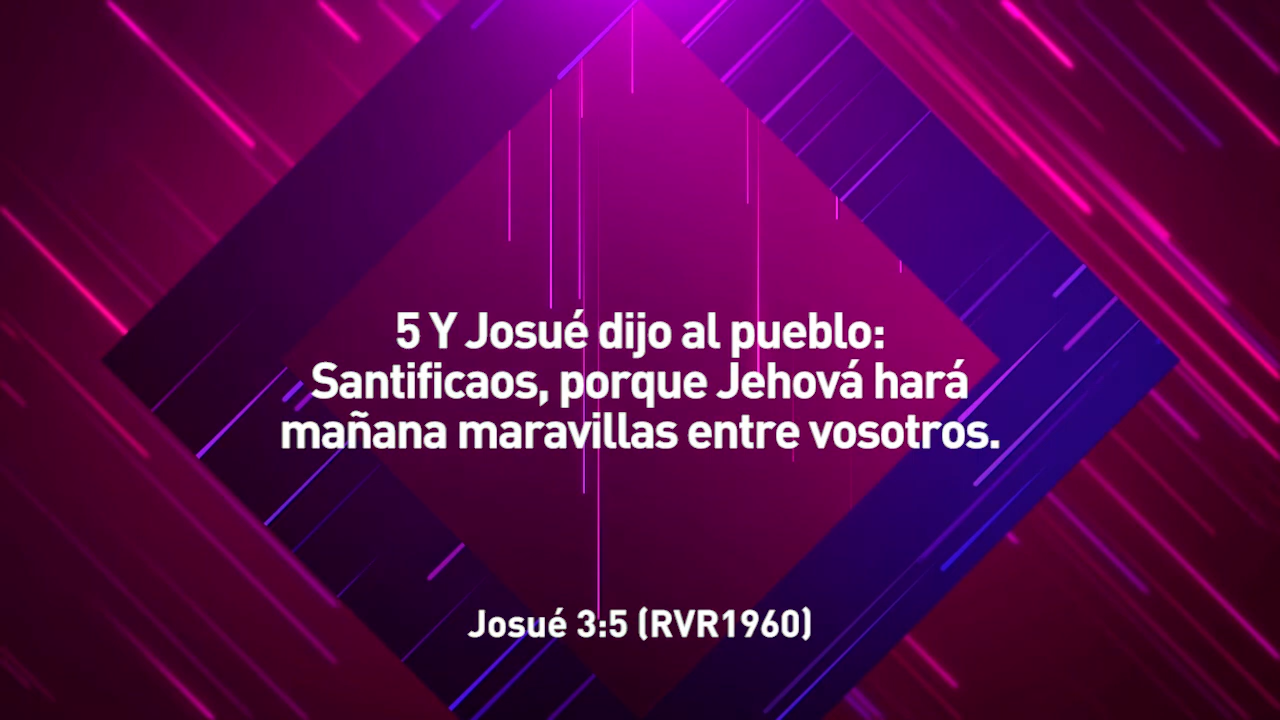 5 Y Josué dijo al pueblo:
Santificaos, porque Jehová hará
mañana maravillas entre vosotros.
Josué 3:5 (RVR1960)